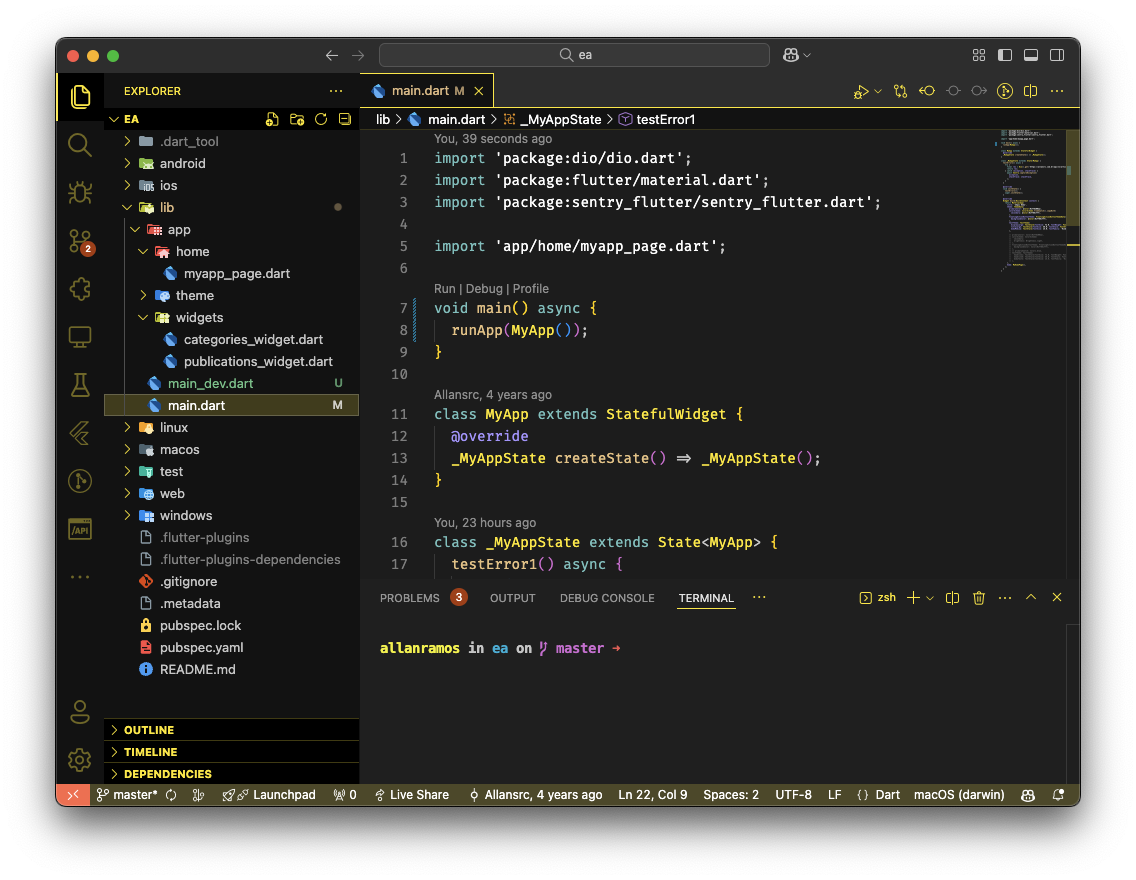 ea
EXPLORER
EA
.dart_tool
android
ios
lib
app
home
myapp_page.dart
theme
widgets
categories_widget.dart
publications_widget.dart
main_dev.dart U
main.dart M
linux
macos
test
web
windows
.flutter-plugins
.flutter-plugins-dependencies
.gitignore
.metadata
pubspec.lock
pubspec.yaml
README.md
OUTLINE
TIMELINE
DEPENDENCIES
2
/API
main.dart M
lib > main.dart > _MyAppState > testError1
You, 39 seconds ago
1 import 'package:dio/dio.dart';
2 import 'package:flutter/material.dart';
3 import 'package:sentry_flutter/sentry_flutter.dart';
4
5 import 'app/home/myapp_page.dart';
6
Run | Debug | Profile
7 void main() async {
8 runApp(MyApp());
9 }
10
Allansrc, 4 years ago
11 class MyApp extends StatefulWidget {
12 @override
13 _MyAppState createState() => _MyAppState();
14 }
15
You, 23 hours ago
16 class _MyAppState extends State<MyApp> {
17 testError1() async {
PROBLEMS 3 OUTPUT DEBUG CONSOLE TERMINAL zsh
allanramos in ea on master →
master* Launchpad 0 Live Share Allansrc, 4 years ago Ln 22, Col 9 Spaces: 2 UTF-8 LF {} Dart macOS (darwin)